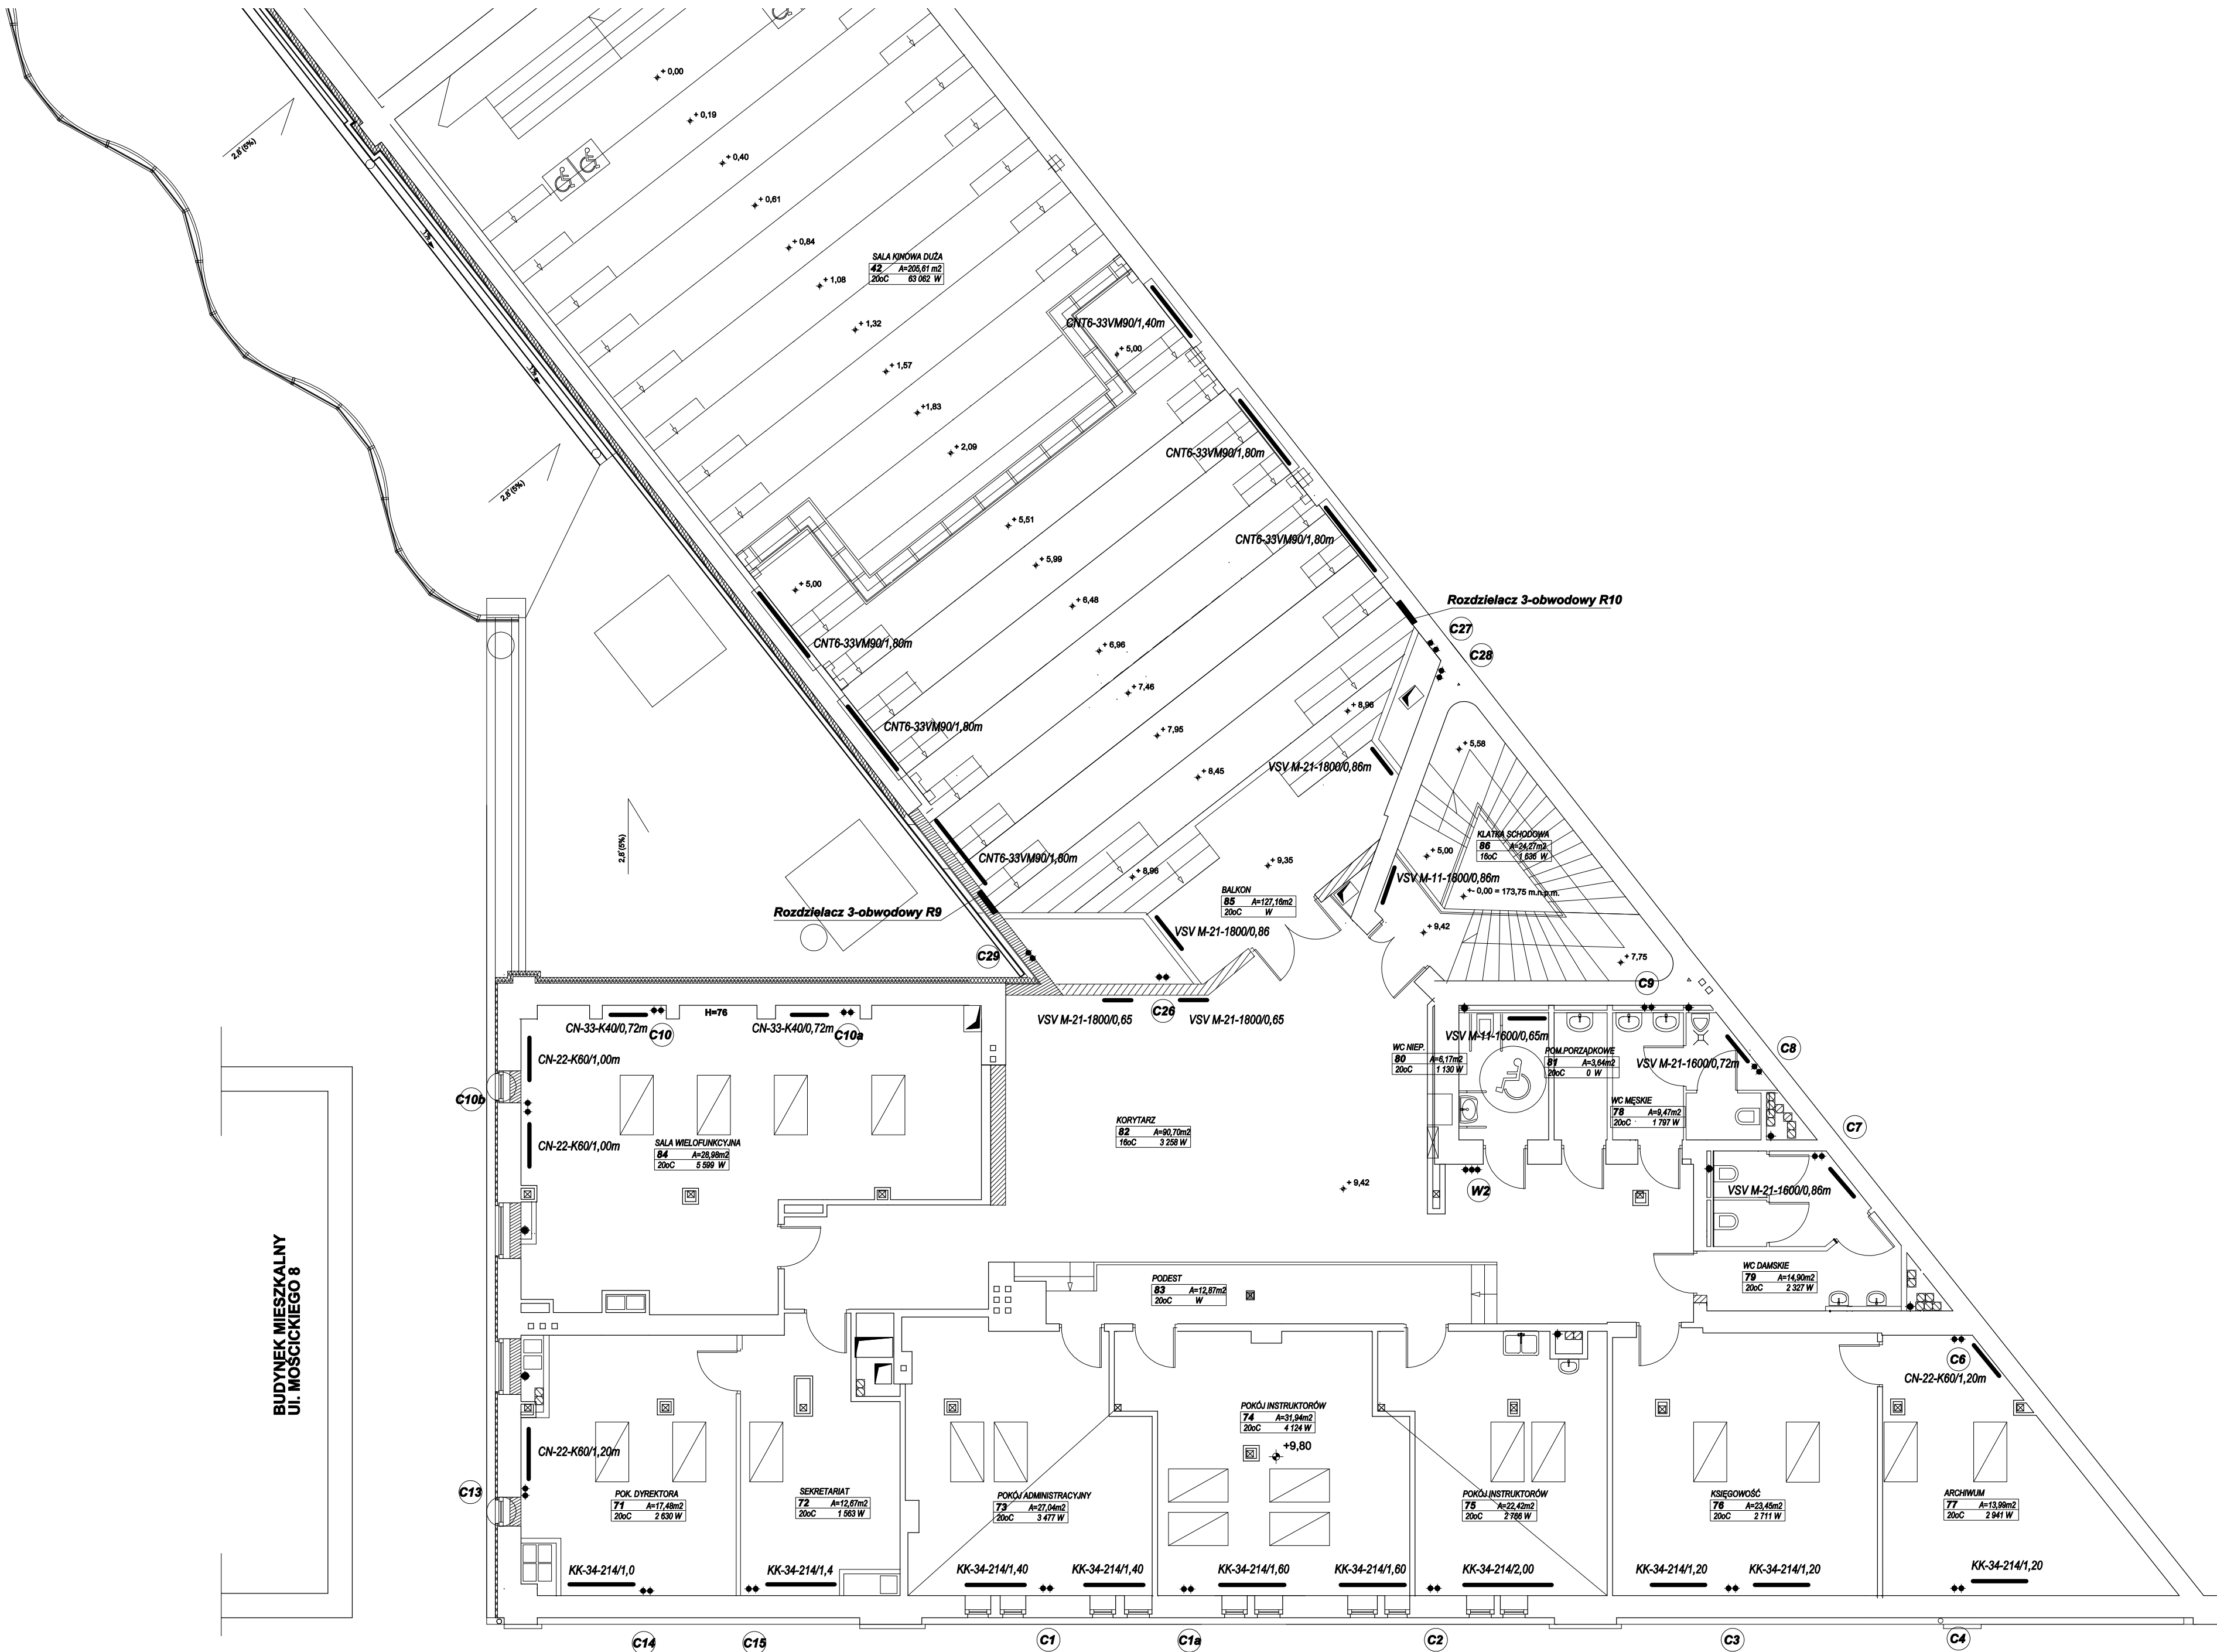 + 0,00
+ 0,19
+ 0,40
+ 0,61
+ 0,84
+ 1,08
+ 1,32
+ 1,57
+1,83
+ 2,09
2,8°(5%)
1%
1%
2,8°(5%)
2,8°(5%)
SALA KINOWA DUŻA
42 A=205,61 m2
20oC 63 062 W
CNT6-33VM90/1,40m
+ 5,00
CNT6-33VM90/1,80m
CNT6-33VM90/1,80m
+ 5,51
+ 5,99
+ 6,48
+ 6,96
+ 7,46
+ 7,95
+ 8,45
+ 8,96
+ 5,00
CNT6-33VM90/1,80m
CNT6-33VM90/1,80m
CNT6-33VM90/1,80m
Rozdzielacz 3-obwodowy R10
C27
C28
VSV M-21-1800/0,86m
+ 5,58
KLATKA SCHODOWA
86 A=24,27m2
16oC 1 636 W
+ 5,00
VSV M-11-1600/0,86m
+- 0,00 = 173,75 m.n.p.m.
+ 9,42
+ 7,75
+ 9,35
+ 8,96
BALKON
85 A=127,16m2
20oC W
Rozdzielacz 3-obwodowy R9
VSV M-21-1800/0,86
C29
C26
C9
VSV M-21-1800/0,65
VSV M-21-1800/0,65
H=76
CN-33-K40/0,72m
C10
CN-33-K40/0,72m
C10a
CN-22-K60/1,00m
C10b
CN-22-K60/1,00m
SALA WIELOFUNKCYJNA
84 A=28,98m2
20oC 5 599 W
KORYTARZ
82 A=90,70m2
16oC 3 258 W
VSV M-11-1600/0,65m
WC NIEP.
80 A=6,17m2
20oC 1 130 W
POM.PORZĄDKOWE
81 A=3,64m2
20oC 0 W
VSV M-21-1600/0,72m
C8
WC MĘSKIE
78 A=9,47m2
20oC 1 797 W
C7
+ 9,42
W2
VSV M-21-1600/0,86m
WC DAMSKIE
79 A=14,90m2
20oC 2 327 W
PODEST
83 A=12,87m2
20oC W
BUDYNEK MIESZKALNY
Ul. MOŚCICKIEGO 8
C6
CN-22-K60/1,20m
CN-22-K60/1,20m
C13
POK. DYREKTORA
71 A=17,48m2
20oC 2 630 W
SEKRETARIAT
72 A=12,67m2
20oC 1 563 W
POKÓJ ADMINISTRACYJNY
73 A=27,04m2
20oC 3 477 W
POKÓJ INSTRUKTORÓW
74 A=31,94m2
20oC 4 124 W
+9,80
POKÓJ INSTRUKTORÓW
75 A=22,42m2
20oC 2 786 W
KSIĘGOWOŚĆ
76 A=23,45m2
20oC 2 711 W
ARCHIWUM
77 A=13,99m2
20oC 2 941 W
KK-34-214/1,0
KK-34-214/1,4
KK-34-214/1,40
KK-34-214/1,40
KK-34-214/1,60
KK-34-214/1,60
KK-34-214/2,00
KK-34-214/1,20
KK-34-214/1,20
KK-34-214/1,20
C14
C15
C1
C1a
C2
C3
C4